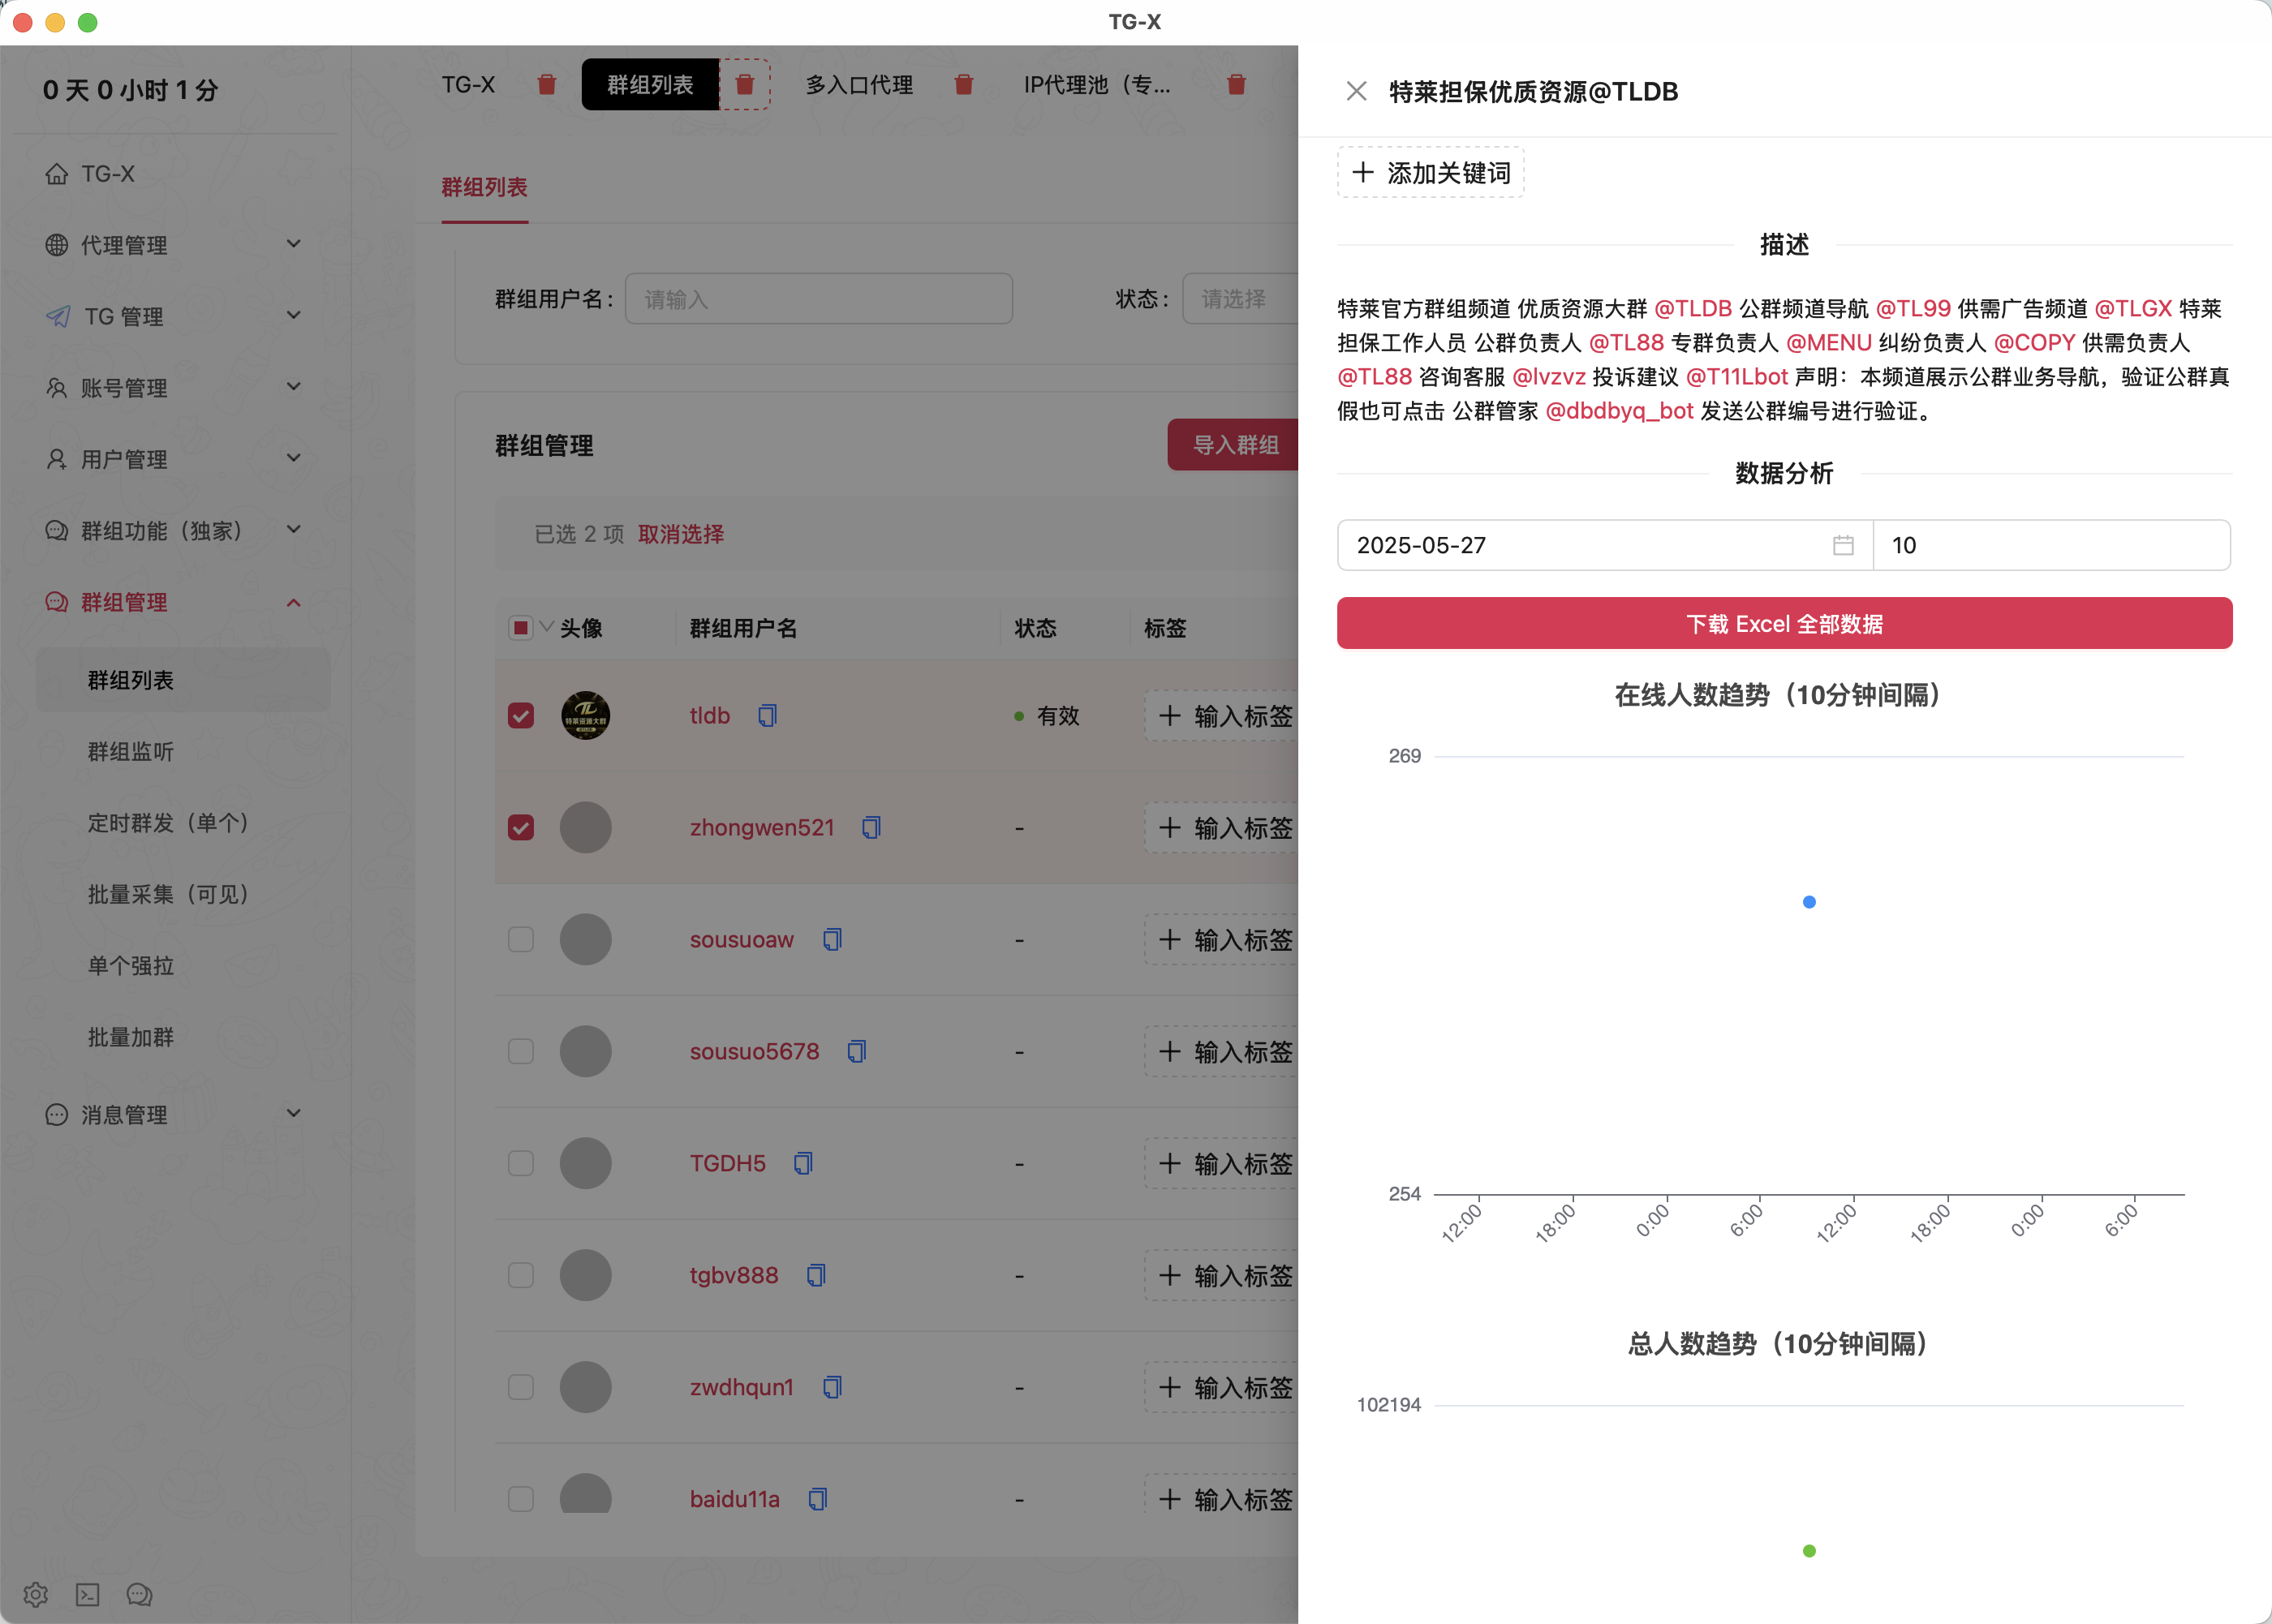 TG-X
0 天 0 小时 1 分
TG-X
代理管理
TG 管理
账号管理
用户管理
群组功能（独家）
群组管理
群组列表
群组监听
定时群发（单个）
批量采集（可见）
单个强拉
批量加群
消息管理
TG-X
群组列表
多入口代理
IP代理池（专...
群组列表
群组用户名：
请输入
状态：
请选择
群组管理
导入群组
已选 2 项 取消选择
头像 群组用户名 状态 标签
特莱资源大群
tldb 有效 输入标签
zhongwen521 - 输入标签
sousuoaw - 输入标签
sousuo5678 - 输入标签
TGDH5 - 输入标签
tgbv888 - 输入标签
zwdhqun1 - 输入标签
baidu11a - 输入标签
特莱担保优质资源@TLDB
添加关键词
描述
特莱官方群组频道 优质资源大群 @TLDB 公群频道导航 @TL99 供需广告频道 @TLGX 特莱
担保工作人员 公群负责人 @TL88 专群负责人 @MENU 纠纷负责人 @COPY 供需负责人
@TL88 咨询客服 @lvzvz 投诉建议 @T11Lbot 声明：本频道展示公群业务导航，验证公群真
假也可点击 公群管家 @dbdbyq_bot 发送公群编号进行验证。
数据分析
2025-05-27
10
下载 Excel 全部数据
在线人数趋势（10分钟间隔）
269
254
12:00 18:00 0:00 6:00 12:00 18:00 0:00 6:00
总人数趋势（10分钟间隔）
102194